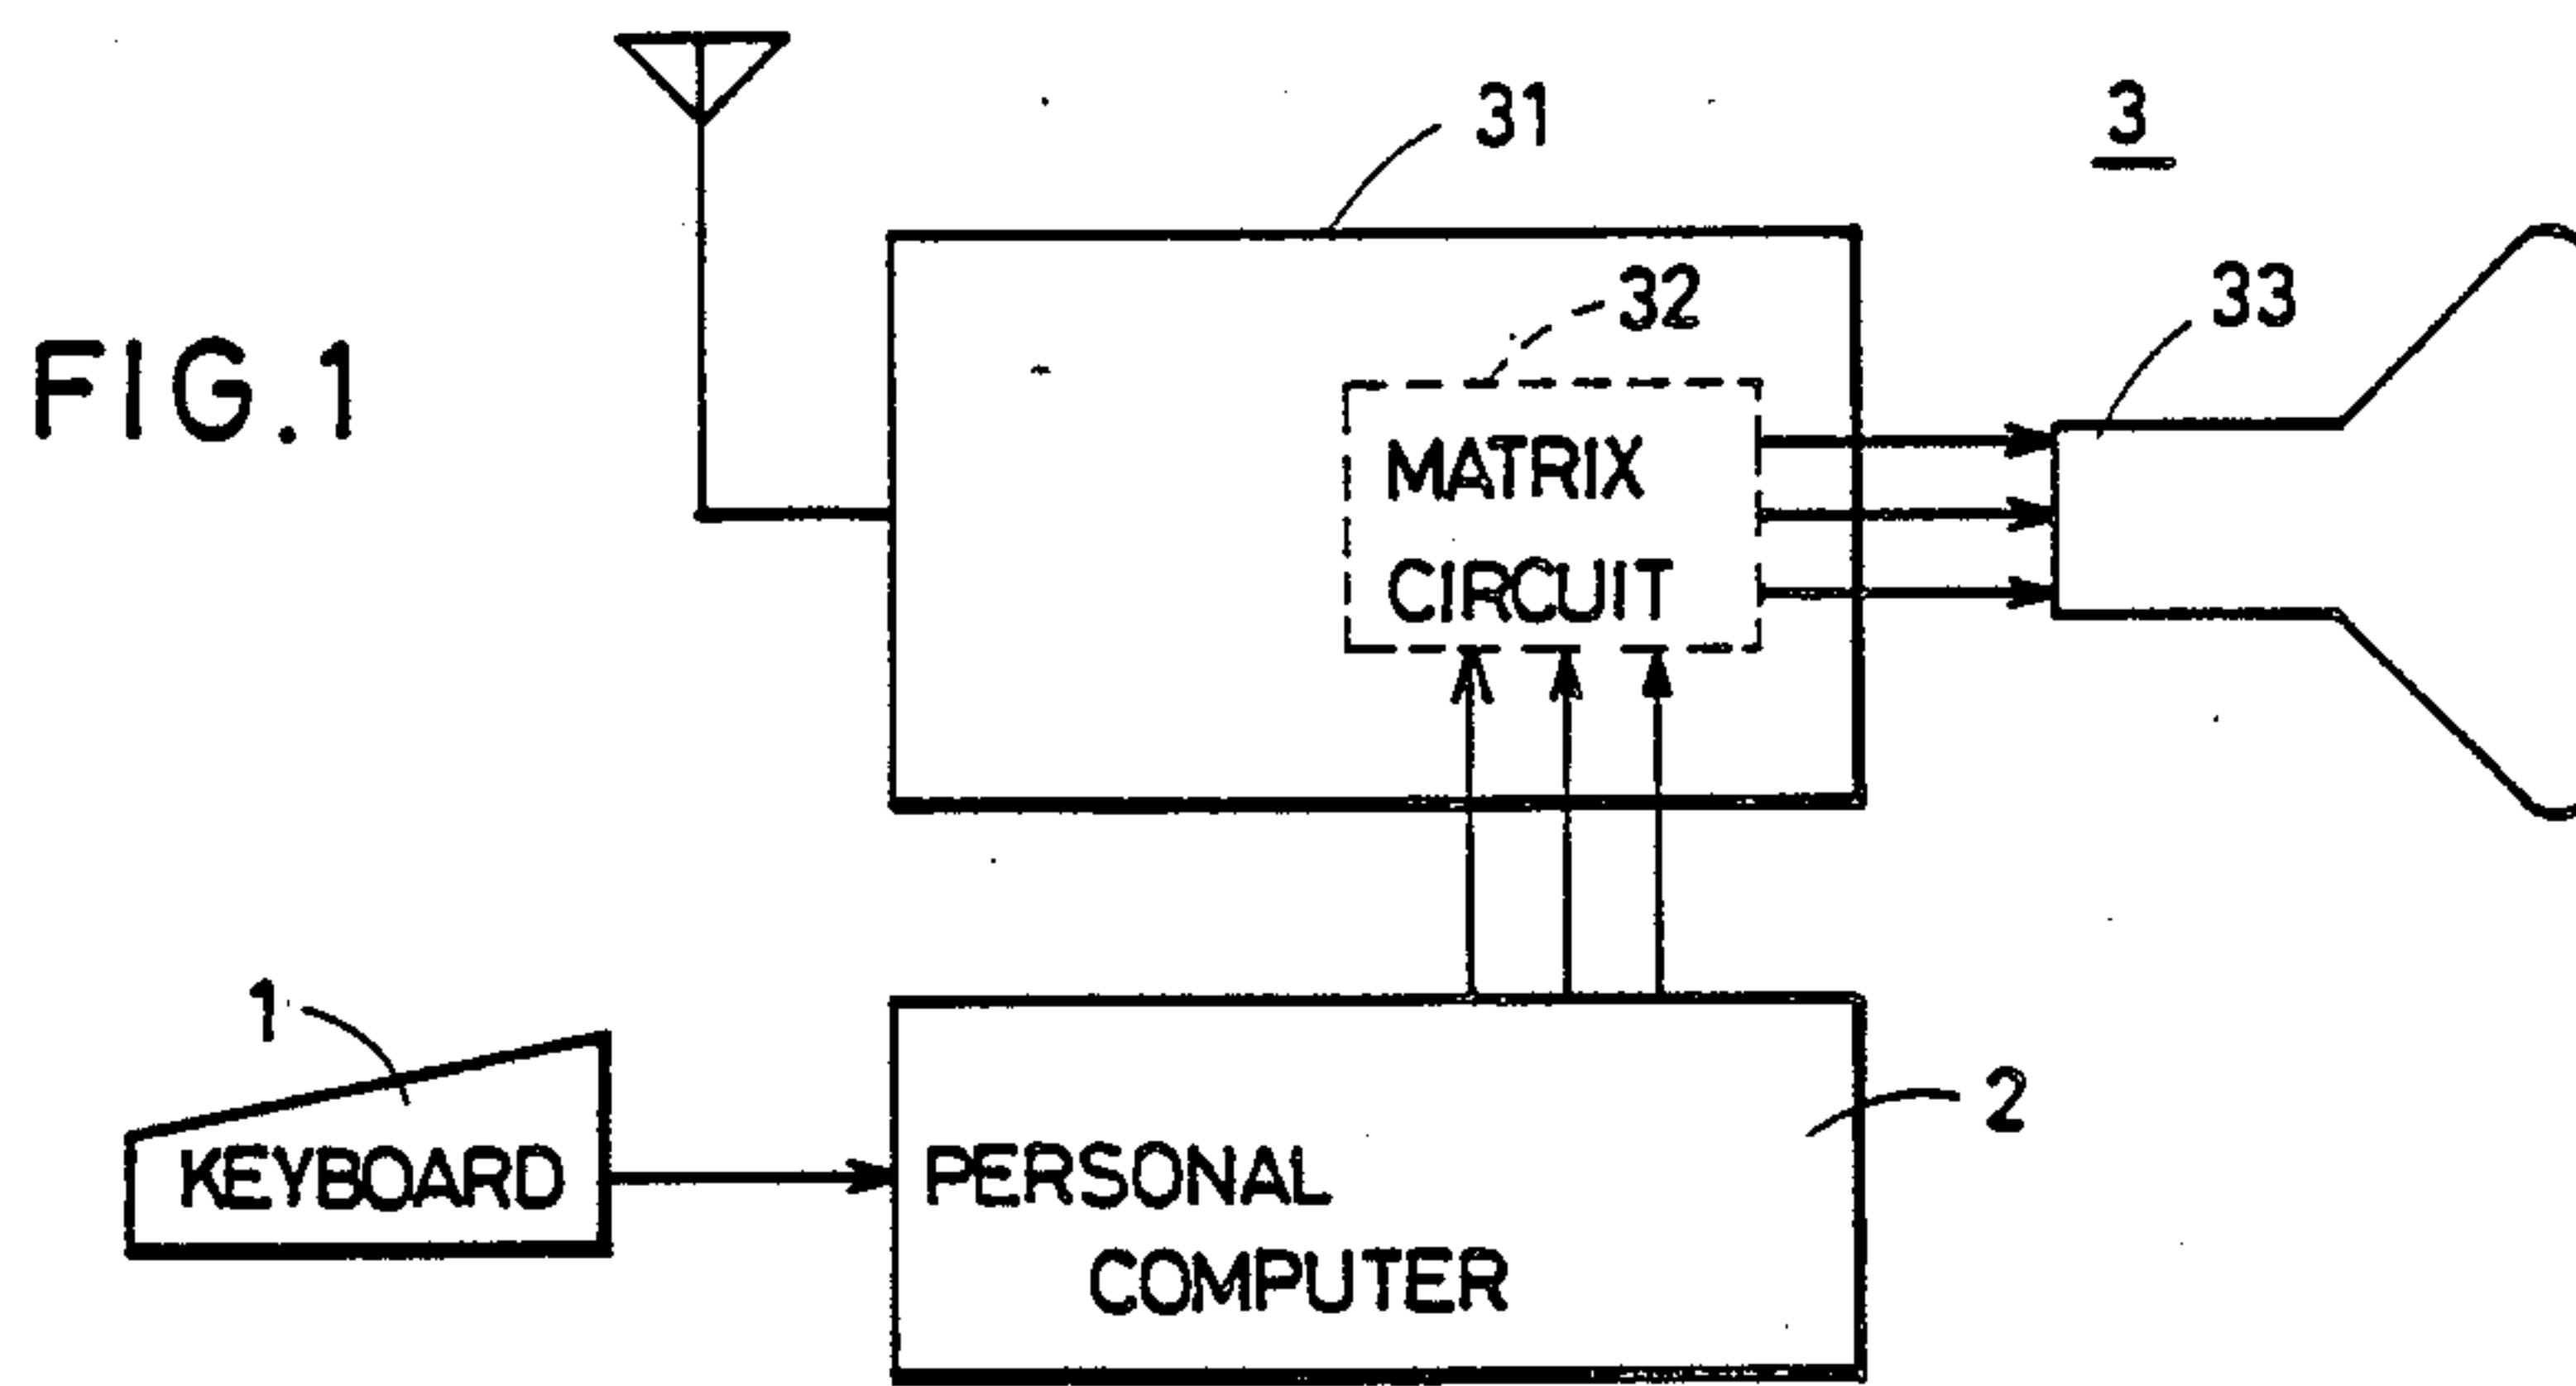 FIG.1
31
3
32
33
MATRIX
CIRCUIT
1
KEYBOARD
2
PERSONAL
COMPUTER